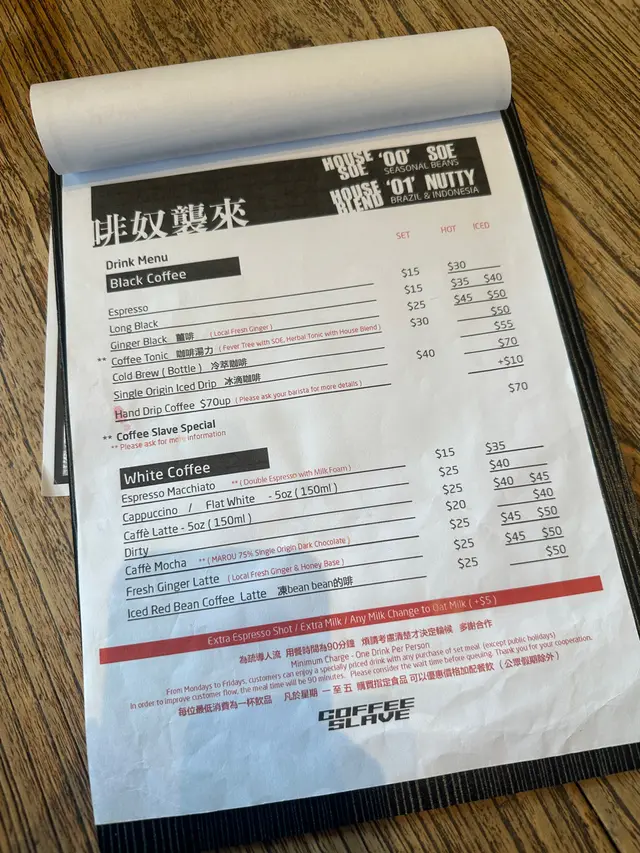 HOUSE SOE '00' SOE
SEASONAL BEANS
HOUSE BLEND '01' NUTTY
BRAZIL & INDONESIA
啡奴襲來
SET HOT ICED
Drink Menu
Black Coffee
Espresso $15 $30
Long Black $15 $35 $40
Ginger Black 薑啡 ( Local Fresh Ginger ) $25 $45 $50
** Coffee Tonic 咖啡湯力 ( Fever Tree with SOE, Herbal Tonic with House Blend ) $30 $50
Cold Brew ( Bottle ) 冷萃咖啡 $55
Single Origin Iced Drip 冰滴咖啡 $40 $70
Hand Drip Coffee $70up ( Please ask your barista for more details ) +$10
** Coffee Slave Special $70
** Please ask for more information
White Coffee
Espresso Macchiato ** ( Double Espresso with Milk Foam ) $15 $35
Cappuccino / Flat White - 5oz ( 150ml ) $25 $40
Caffè Latte - 5oz ( 150ml ) $25 $40 $45
Dirty $20 $40
Caffè Mocha ** ( MAROU 75% Single Origin Dark Chocolate ) $25 $45 $50
Fresh Ginger Latte ( Local Fresh Ginger & Honey Base ) $25 $45 $50
Iced Red Bean Coffee Latte 凍bean bean的啡 $25 $50
Extra Espresso Shot / Extra Milk / Any Milk Change to Oat Milk ( +$5 )
為疏導人流 用餐時間為90分鐘 煩請考慮清楚才決定輪候 多謝合作
Minimum Charge - One Drink Per Person
From Mondays to Fridays, customers can enjoy a specially priced drink with any purchase of set meal (except public holidays)
In order to improve customer flow, the meal time will be 90 minutes. Please consider the wait time before queuing. Thank you for your cooperation.
每位最低消費為一杯飲品 凡於星期 一至五 購買指定食品 可以優惠價格加配餐飲 ( 公眾假期除外 )
COFFEE
SLAVE